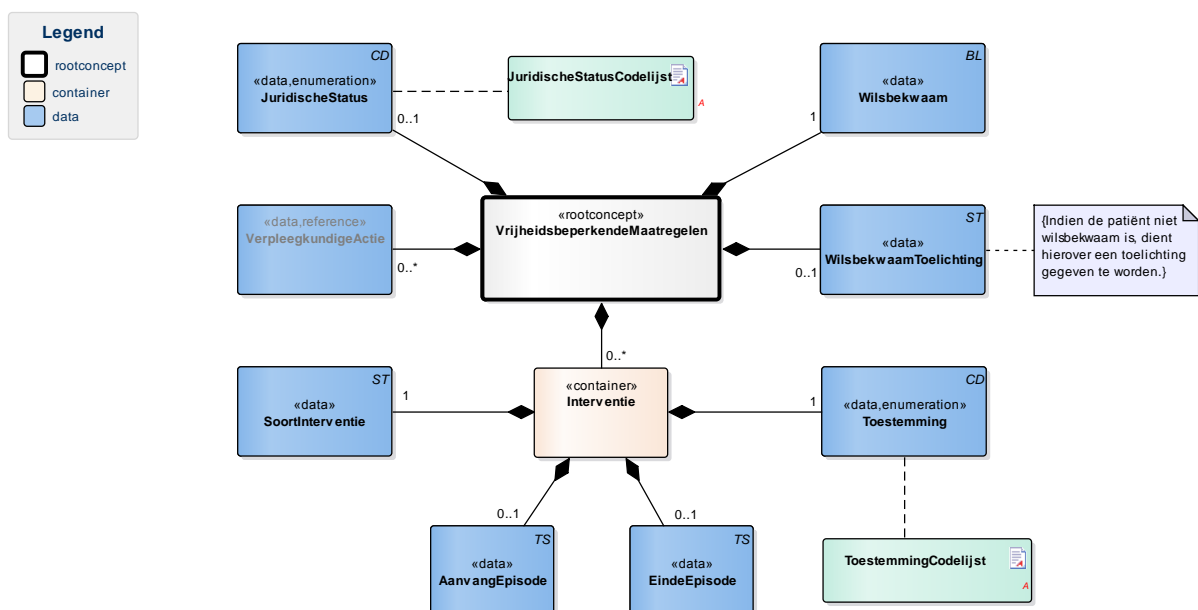 Legend
rootconcept
container
data
CD
«data,enumeration»
JuridischeStatus
0..1
JuridischeStatusCodelijst
A
A
BL
«data»
Wilsbekwaam
1
«data,reference»
VerpleegkundigeActie
0..*
«rootconcept»
VrijheidsbeperkendeMaatregelen
ST
«data»
WilsbekwaamToelichting
0..1
{Indien de patiënt niet
wilsbekwaam is, dient
hierover een toelichting
gegeven te worden.}
0..*
ST
«data»
SoortInterventie
1
«container»
Interventie
CD
«data,enumeration»
Toestemming
1
0..1
0..1
TS
«data»
AanvangEpisode
TS
«data»
EindeEpisode
ToestemmingCodelijst
A
A